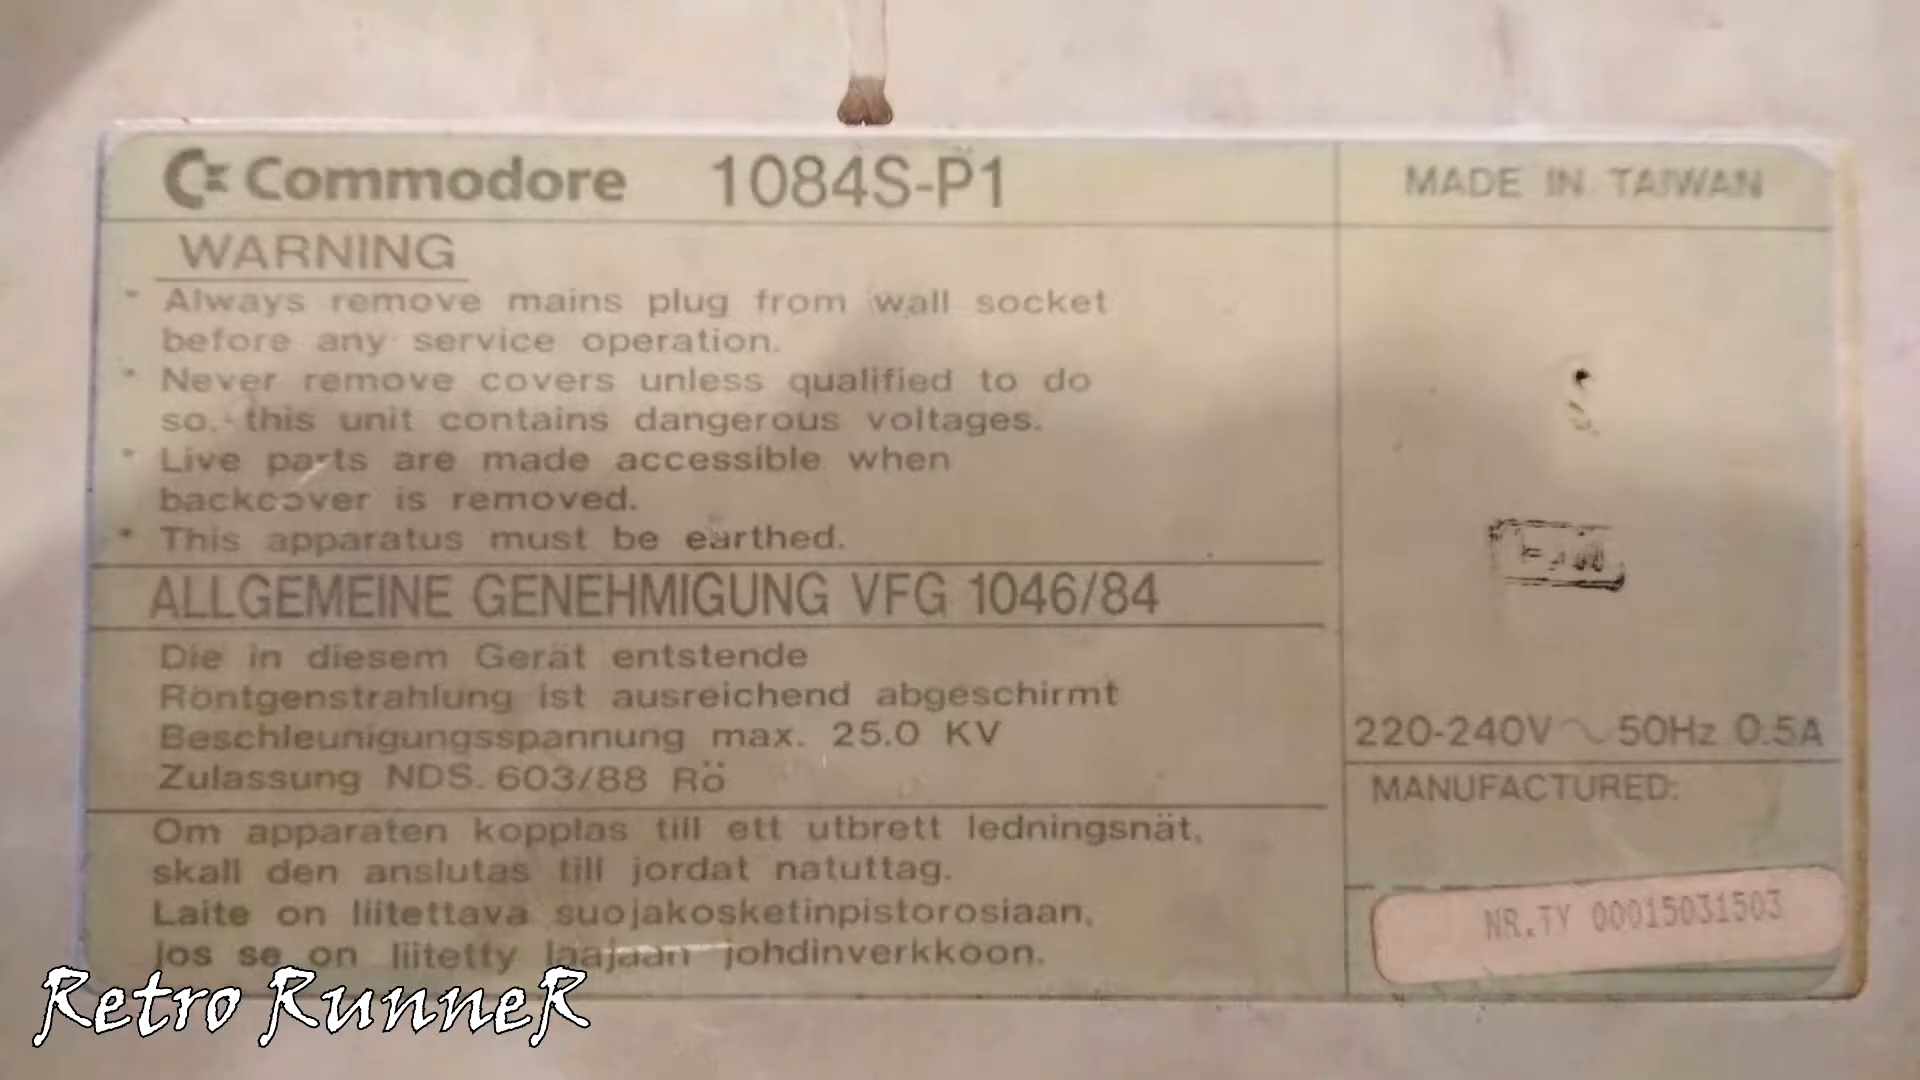 Commodore 1084S-P1
MADE IN TAIWAN
WARNING
* Always remove mains plug from wall socket
before any service operation.
* Never remove covers unless qualified to do
so, this unit contains dangerous voltages.
* Live parts are made accessible when
backcover is removed.
* This apparatus must be earthed.
ALLGEMEINE GENEHMIGUNG VFG 1046/84
Die in diesem Gerät entstende
Röntgenstrahlung ist ausreichend abgeschirmt
Beschleunigungsspannung max. 25.0 KV
Zulassung NDS. 603/88 Rö
Om apparaten kopplas till ett utbrett ledningsnät,
skall den anslutas till jordat natuttag.
Laite on liitettava suojakosketinpistorosiaan,
jos se on liitetty laajaan johdinverkkoon.
220-240V ~ 50Hz 0.5A
MANUFACTURED:
NR.TY 00015031503
Retro RunneR